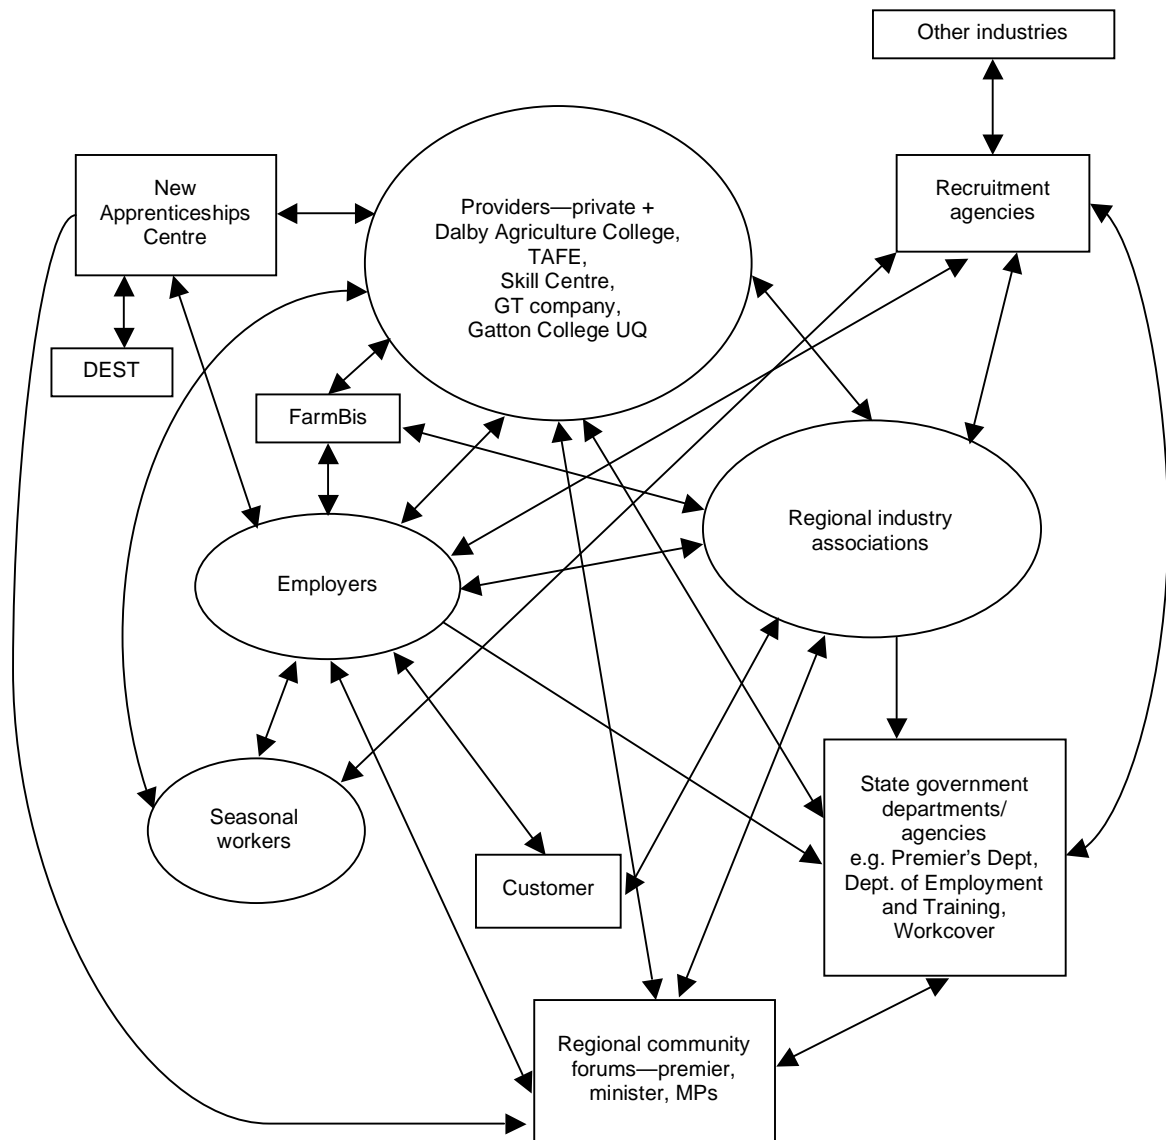 Other industries
New
Apprenticeships
Centre
Providers—private +
Dalby Agriculture College,
TAFE,
Skill Centre,
GT company,
Gatton College UQ
Recruitment
agencies
DEST
FarmBis
Regional industry
associations
Employers
Seasonal
workers
Customer
State government
departments/
agencies
e.g. Premier's Dept,
Dept. of Employment
and Training,
Workcover
Regional community
forums—premier,
minister, MPs